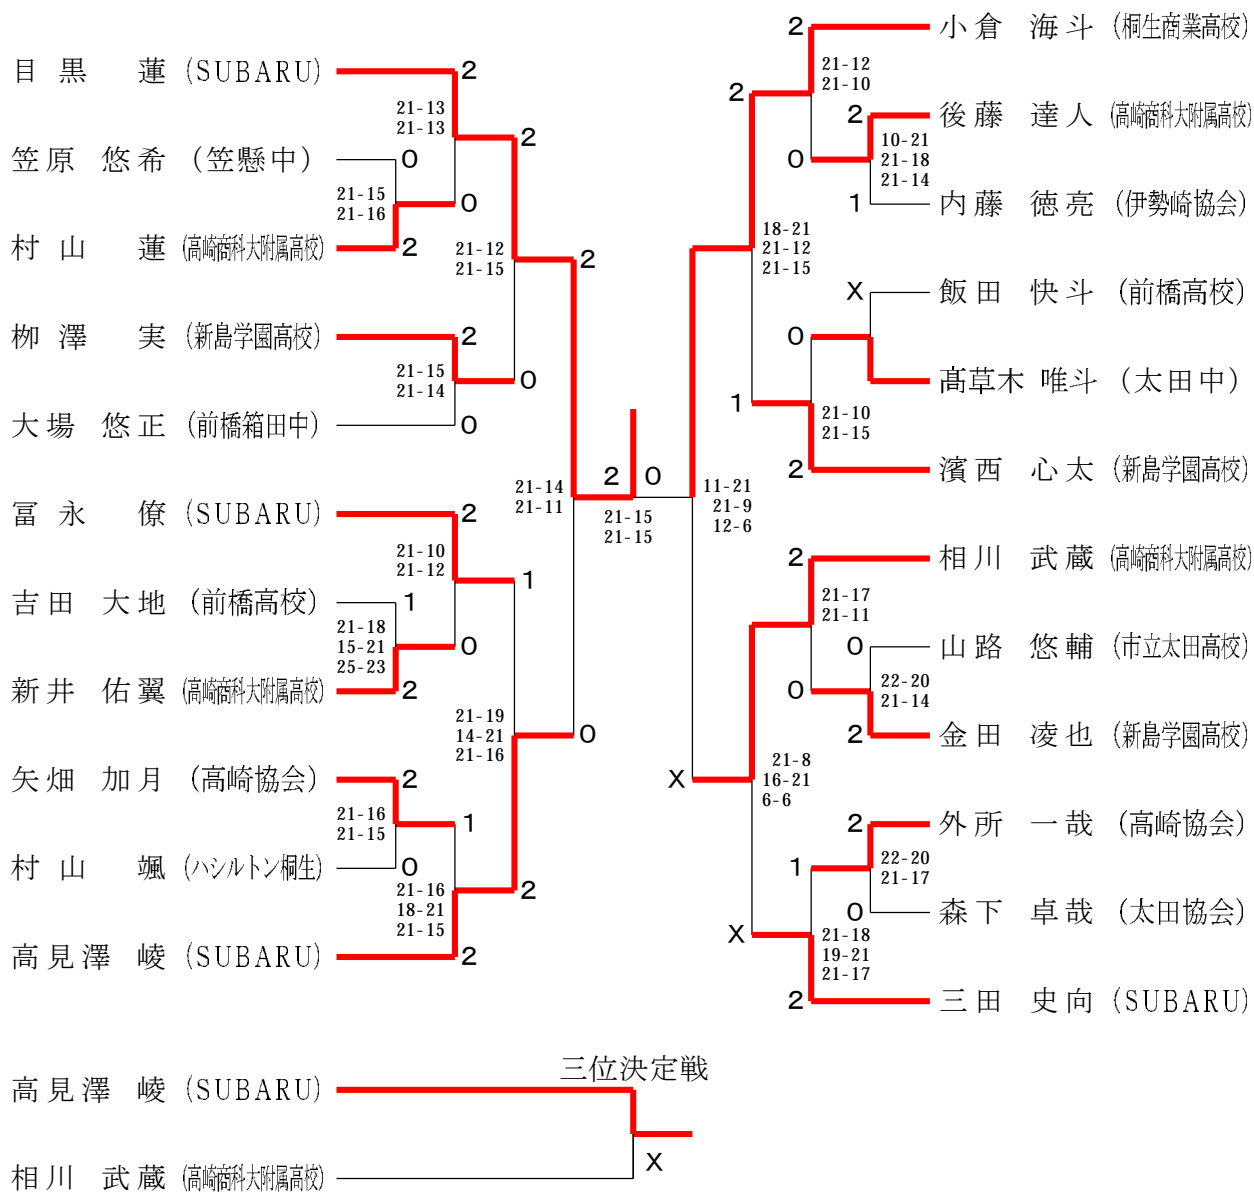 目黒 蓮 (SUBARU)
2
21-13
21-13
2
笠原 悠希 (笠懸中)
0
21-15
21-16
0
村山 蓮 (高崎商科大附属高校)
2
21-12
21-15
2
栁澤 実 (新島学園高校)
2
21-15
21-14
0
大場 悠正 (前橋箱田中)
0
21-14
21-11
冨永 僚 (SUBARU)
2
21-10
21-12
1
吉田 大地 (前橋高校)
1
21-18
15-21
25-23
0
新井 佑翼 (高崎商科大附属高校)
2
21-19
14-21
21-16
0
矢畑 加月 (高崎協会)
2
21-16
21-15
1
村山 颯 (ハシルトン桐生)
0
21-16
18-21
21-15
2
高見澤 崚 (SUBARU)
2
2 0
21-15
21-15
2
小倉 海斗 (桐生商業高校)
21-12
21-10
2
2
後藤 達人 (高崎商科大附属高校)
10-21
21-18
21-14
0
1
内藤 徳亮 (伊勢崎協会)
18-21
21-12
21-15
X
飯田 快斗 (前橋高校)
0
髙草木 唯斗 (太田中)
1
21-10
21-15
2
濱西 心太 (新島学園高校)
11-21
21-9
12-6
2
相川 武蔵 (高崎商科大附属高校)
21-17
21-11
0
山路 悠輔 (市立太田高校)
22-20
21-14
0
2
金田 凌也 (新島学園高校)
X
21-8
16-21
6-6
2
外所 一哉 (高崎協会)
1
22-20
21-17
0
森下 卓哉 (太田協会)
X
21-18
19-21
21-17
2
三田 史向 (SUBARU)
三位決定戦
高見澤 崚 (SUBARU)
X
相川 武蔵 (高崎商科大附属高校)